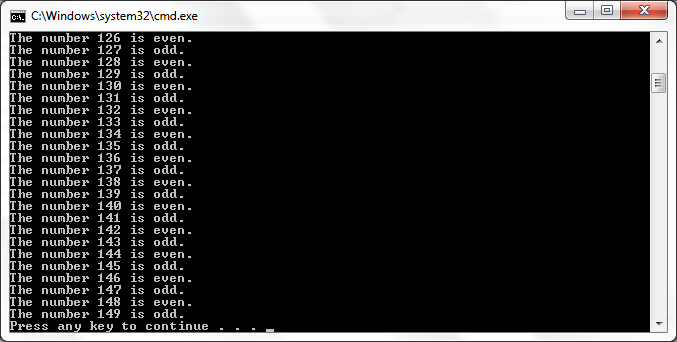 C:\Windows\system32\cmd.exe
The number 126 is even.
The number 127 is odd.
The number 128 is even.
The number 129 is odd.
The number 130 is even.
The number 131 is odd.
The number 132 is even.
The number 133 is odd.
The number 134 is even.
The number 135 is odd.
The number 136 is even.
The number 137 is odd.
The number 138 is even.
The number 139 is odd.
The number 140 is even.
The number 141 is odd.
The number 142 is even.
The number 143 is odd.
The number 144 is even.
The number 145 is odd.
The number 146 is even.
The number 147 is odd.
The number 148 is even.
The number 149 is odd.
Press any key to continue . . .